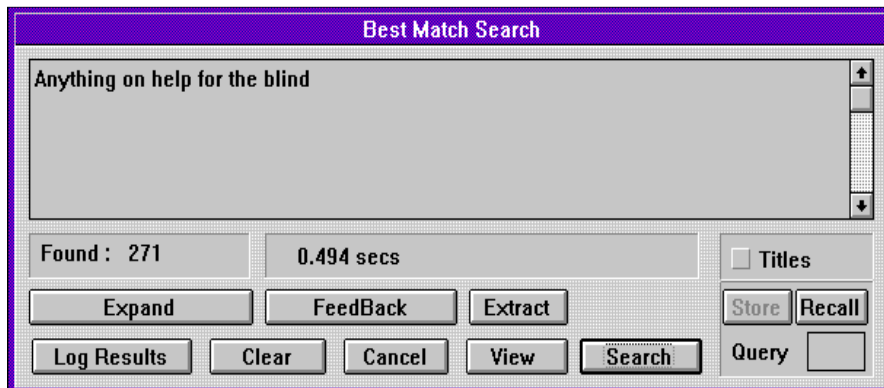 Best Match Search
Anything on help for the blind
Found : 271
0.494 secs
Titles
Expand
FeedBack
Extract
Store
Recall
Log Results
Clear
Cancel
View
Search
Query